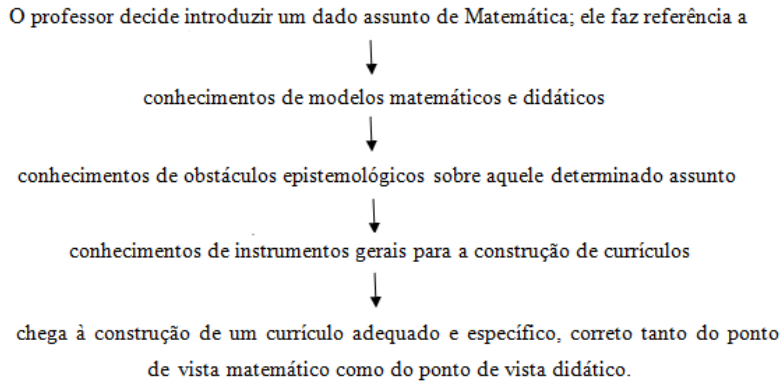 O professor decide introduzir um dado assunto de Matemática; ele faz referência a
conhecimentos de modelos matemáticos e didáticos
conhecimentos de obstáculos epistemológicos sobre aquele determinado assunto
conhecimentos de instrumentos gerais para a construção de currículos
chega à construção de um currículo adequado e específico, correto tanto do ponto
de vista matemático como do ponto de vista didático.